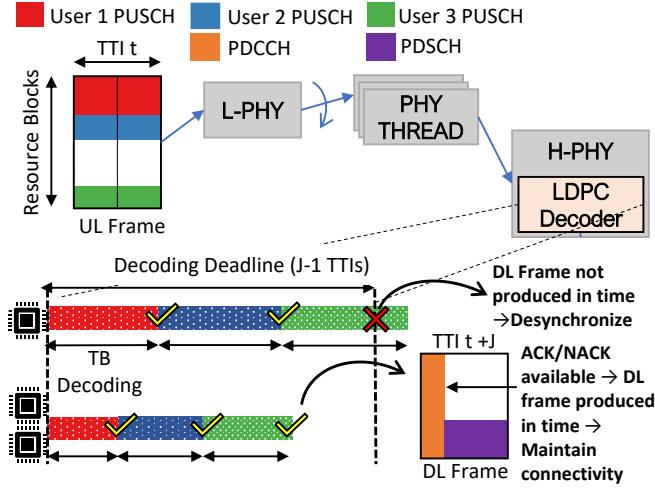 User 1 PUSCH
User 2 PUSCH
User 3 PUSCH
PDCCH
PDSCH
TTI t
Resource Blocks
UL Frame
L-PHY
PHY
THREAD
H-PHY
LDPC
Decoder
Decoding Deadline (J-1 TTIs)
DL Frame not
produced in time
→Desynchronize
TB
Decoding
TTI t +J
DL Frame
ACK/NACK
available → DL
frame produced
in time →
Maintain
connectivity